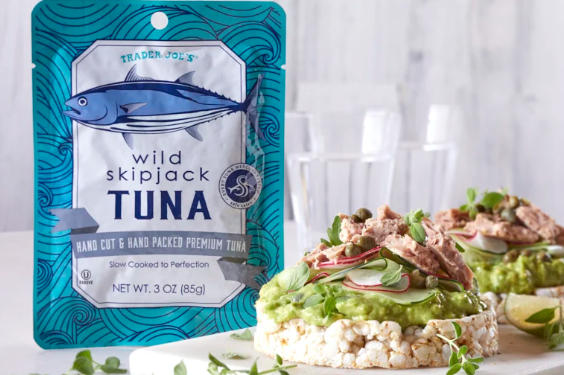 TRADER JOE'S
wild
skipjack
TUNA
HAND CUT & HAND PACKED PREMIUM TUNA
Slow Cooked to Perfection
NET WT. 3 OZ (85g)
U